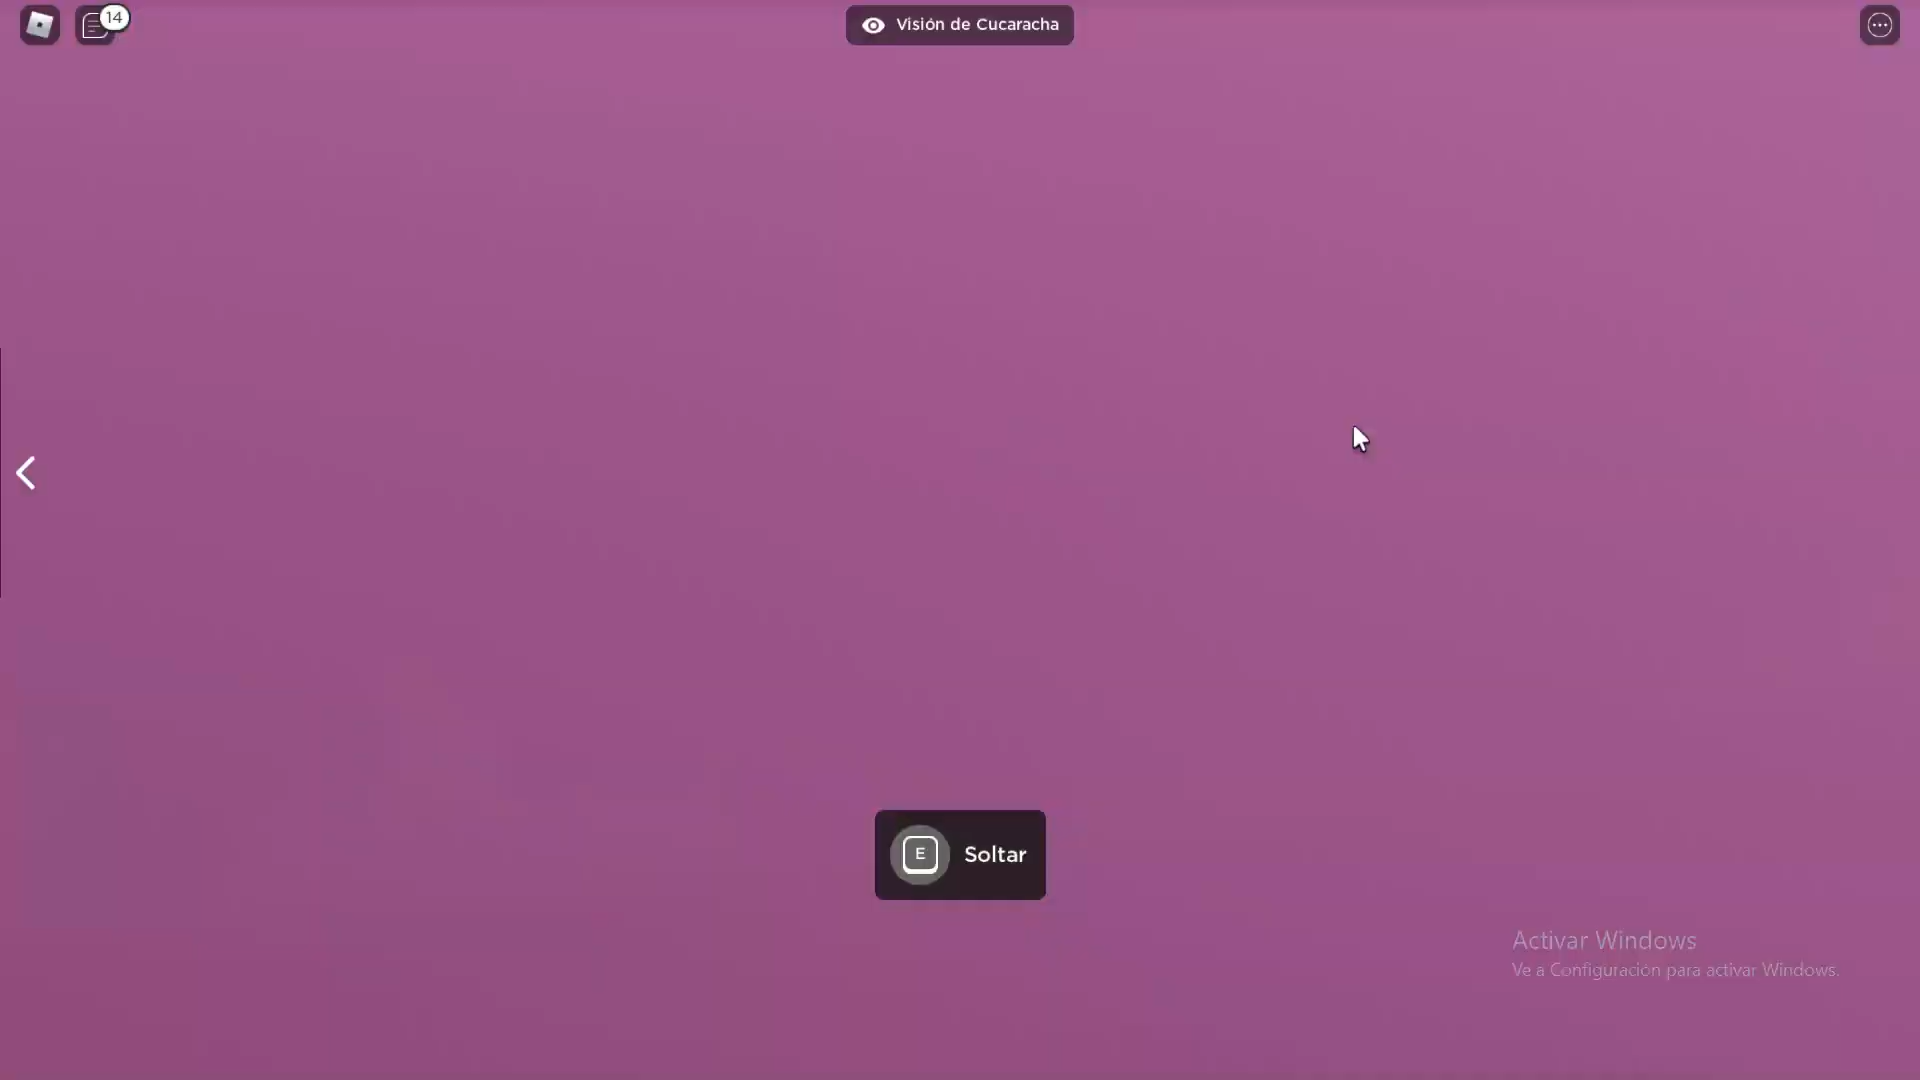 14
Visión de Cucaracha
E Soltar
Activar Windows
Ve a Configuración para activar Windows.